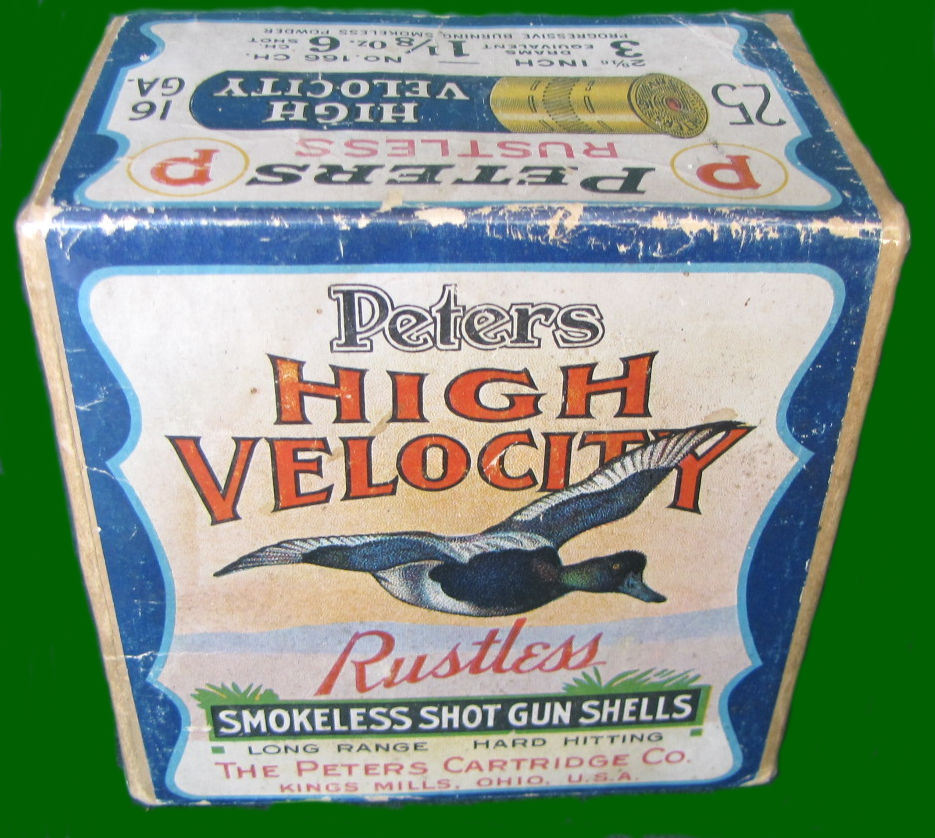 P PETERS P
RUSTLESS
25 HIGH 16
VELOCITY GA.
2 9/16 INCH — No. 166 CH.
3 DRAMS EQUIVALENT 1 1/8 OZ. 6 CH. SHOT
PROGRESSIVE BURNING SMOKELESS POWDER
Peters
HIGH
VELOCITY
Rustless
SMOKELESS SHOT GUN SHELLS
LONG RANGE HARD HITTING
THE PETERS CARTRIDGE CO.
KINGS MILLS, OHIO, U.S.A.